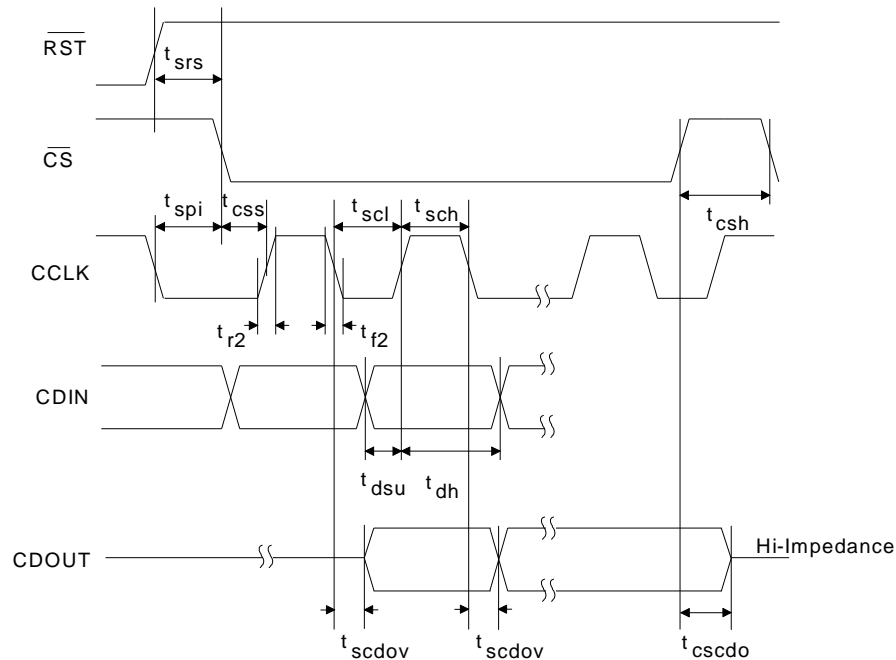 RST
t srs
CS
t spi
t css
t scl
t sch
t csh
CCLK
t r2
t f2
CDIN
t dsu
t dh
CDOUT
Hi-Impedance
t scdov
t scdov
t cscdo